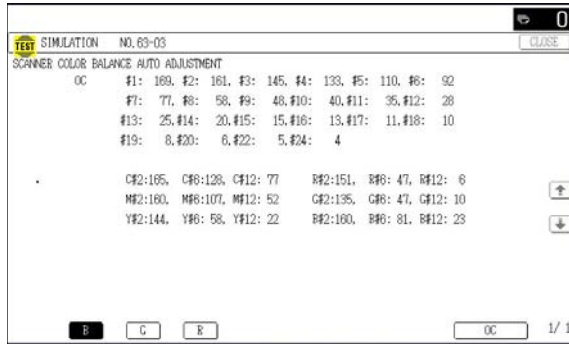 0
TEST SIMULATION NO.63-03 CLOSE
SCANNER COLOR BALANCE AUTO ADJUSTMENT
OC #1: 169, #2: 161, #3: 145, #4: 133, #5: 110, #6: 92
#7: 77, #8: 58, #9: 48,#10: 40,#11: 35,#12: 28
#13: 25,#14: 20,#15: 15,#16: 13,#17: 11,#18: 10
#19: 8,#20: 6,#22: 5,#24: 4
C#2:165, C#6:128, C#12: 77 R#2:151, R#6: 47, R#12: 6
M#2:160, M#6:107, M#12: 52 G#2:135, G#6: 47, G#12: 10
Y#2:144, Y#6: 58, Y#12: 22 B#2:160, B#6: 81, B#12: 23
B G R OC 1/ 1